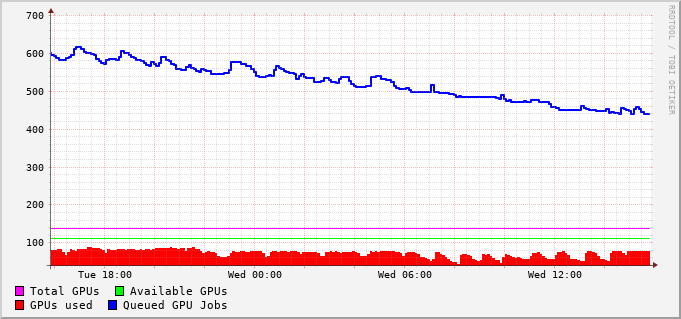 700
600
500
400
300
200
100
Tue 18:00 Wed 00:00 Wed 06:00 Wed 12:00
Total GPUs Available GPUs
GPUs used Queued GPU Jobs
RRDTOOL / TOBI OETIKER